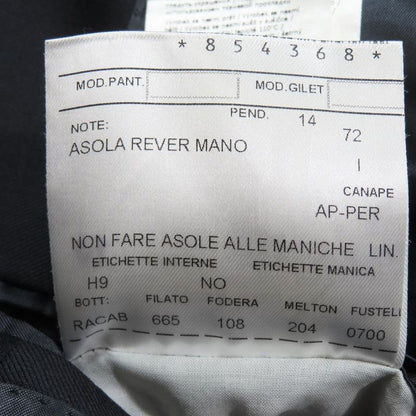 *854368*
MOD.PANT. MOD.GILET
PEND. 14 72
NOTE:
ASOLA REVER MANO
I
CANAPE
AP-PER
NON FARE ASOLE ALLE MANICHE LIN.
ETICHETTE INTERNE ETICHETTE MANICA
H9 NO
BOTT: FILATO FODERA MELTON FUSTELL
RACAB 665 108 204 0700